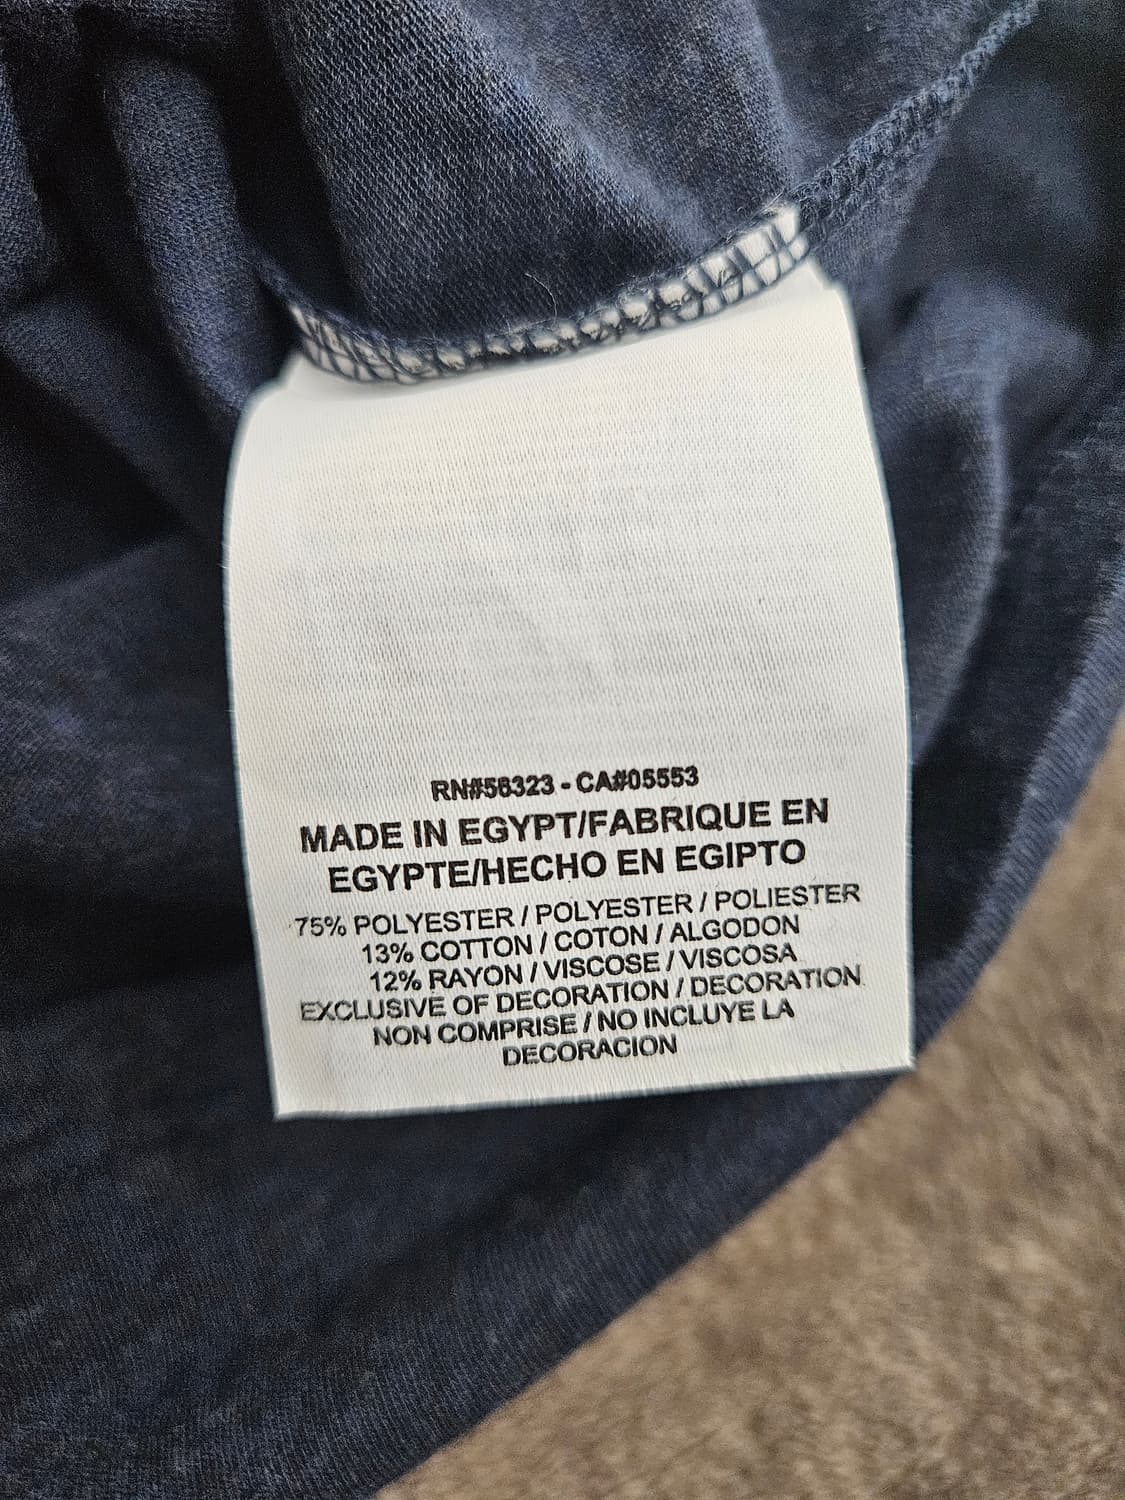 RN#56323 - CA#05553
MADE IN EGYPT/FABRIQUE EN
EGYPTE/HECHO EN EGIPTO
75% POLYESTER / POLYESTER / POLIESTER
13% COTTON / COTON / ALGODON
12% RAYON / VISCOSE / VISCOSA
EXCLUSIVE OF DECORATION / DECORATION
NON COMPRISE / NO INCLUYE LA
DECORACION